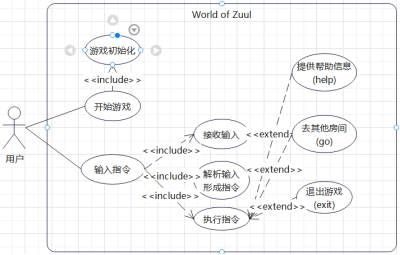 World of Zuul
游戏初始化
<<include>>
开始游戏
用户
输入指令
<<include>>
<<include>>
<<include>>
接收输入
解析输入
形成指令
执行指令
<<extend>
<<extend>>
<<extend>>
提供帮助信息
(help)
去其他房间
(go)
退出游戏
(exit)